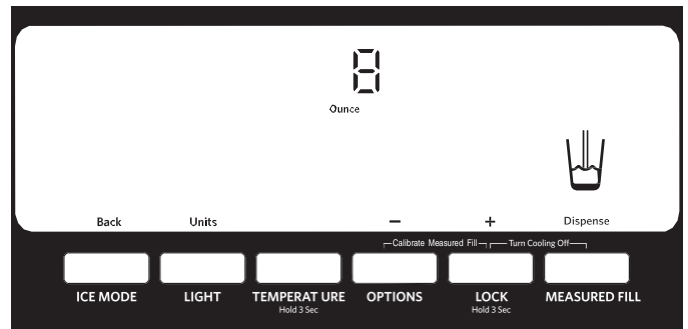 8
Ounce
Back Units – + Dispense
Calibrate Measured Fill Turn Cooling Off
ICE MODE LIGHT TEMPERAT URE OPTIONS LOCK MEASURED FILL
Hold 3 Sec Hold 3 Sec